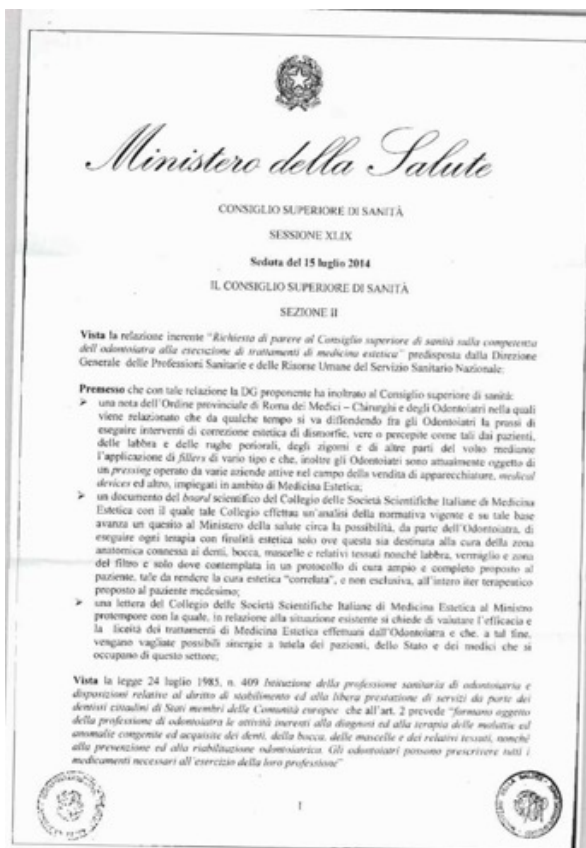 Ministero della Salute
CONSIGLIO SUPERIORE DI SANITÀ
SESSIONE XLIX
Seduta del 15 luglio 2014
IL CONSIGLIO SUPERIORE DI SANITÀ
SEZIONE II
Vista la relazione inerente "Richiesta di parere al Consiglio superiore di sanità sulla competenza
dell'odontoiatra alla esecuzione di trattamenti di medicina estetica" predisposta dalla Direzione
Generale delle Professioni Sanitarie e delle Risorse Umane del Servizio Sanitario Nazionale;
Premesso che con tale relazione la DG proponente ha inoltrato al Consiglio superiore di sanità:
➤ una nota dell'Ordine provinciale di Roma dei Medici – Chirurghi e degli Odontoiatri nella quali
viene relazionato che da qualche tempo si va diffondendo fra gli Odontoiatri la prassi di
eseguire interventi di correzione estetica di dismorfie, vere o percepite come tali dai pazienti,
delle labbra e delle rughe periorali, degli zigomi e di altre parti del volto mediante
l'applicazione di fillers di vario tipo e che, inoltre gli Odontoiatri sono attualmente oggetto di
un pressing operato da varie aziende attive nel campo della vendita di apparecchiature, medical
devices ed altro, impiegati in ambito di Medicina Estetica;
➤ un documento del board scientifico del Collegio delle Società Scientifiche Italiane di Medicina
Estetica con il quale tale Collegio effettua un'analisi della normativa vigente e su tale base
avanza un quesito al Ministero della salute circa la possibilità, da parte dell'Odontoiatra, di
eseguire ogni terapia con finalità estetica solo ove questa sia destinata alla cura della zona
anatomica connessa ai denti, bocca, mascelle e relativi tessuti nonché labbra, vermiglio e zona
del filtro e solo dove contemplata in un protocollo di cura ampio e completo proposto al
paziente, tale da rendere la cura estetica "correlata", e non esclusiva, all'intero iter terapeutico
proposto al paziente medesimo;
➤ una lettera del Collegio delle Società Scientifiche Italiane di Medicina Estetica al Ministro
protempore con la quale, in relazione alla situazione esistente si chiede di valutare l'efficacia e
la liceità dei trattamenti di Medicina Estetica effettuati dall'Odontoiatra e che, a tal fine,
vengano vagliate possibili sinergie a tutela dei pazienti, dello Stato e dei medici che si
occupano di questo settore;
Vista la legge 24 luglio 1985, n. 409 Istituzione della professione sanitaria di odontoiatria e
disposizioni relative al diritto di stabilimento ed alla libera prestazione di servizi da parte dei
dentisti cittadini di Stati membri delle Comunità europee che all'art. 2 prevede "formano oggetto
della professione di odontoiatra le attività inerenti alla diagnosi ed alla terapia delle malattie ed
anomalie congenite ed acquisite dei denti, della bocca, delle mascelle e dei relativi tessuti, nonché
alla prevenzione ed alla riabilitazione odontoiatrica. Gli odontoiatri possono prescrivere tutti i
medicamenti necessari all'esercizio della loro professione"
1